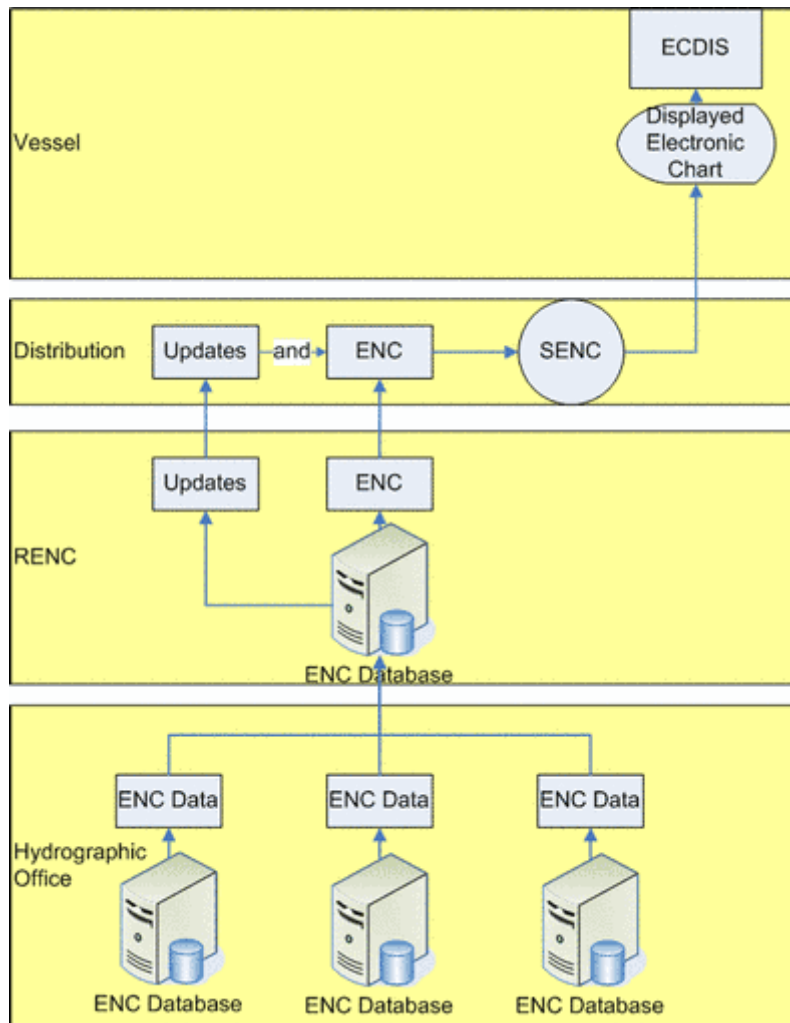 ECDIS
Vessel
Displayed
Electronic
Chart
Distribution
Updates
and
ENC
SENC
Updates
ENC
RENC
ENC Database
ENC Data
ENC Data
ENC Data
Hydrographic
Office
ENC Database
ENC Database
ENC Database